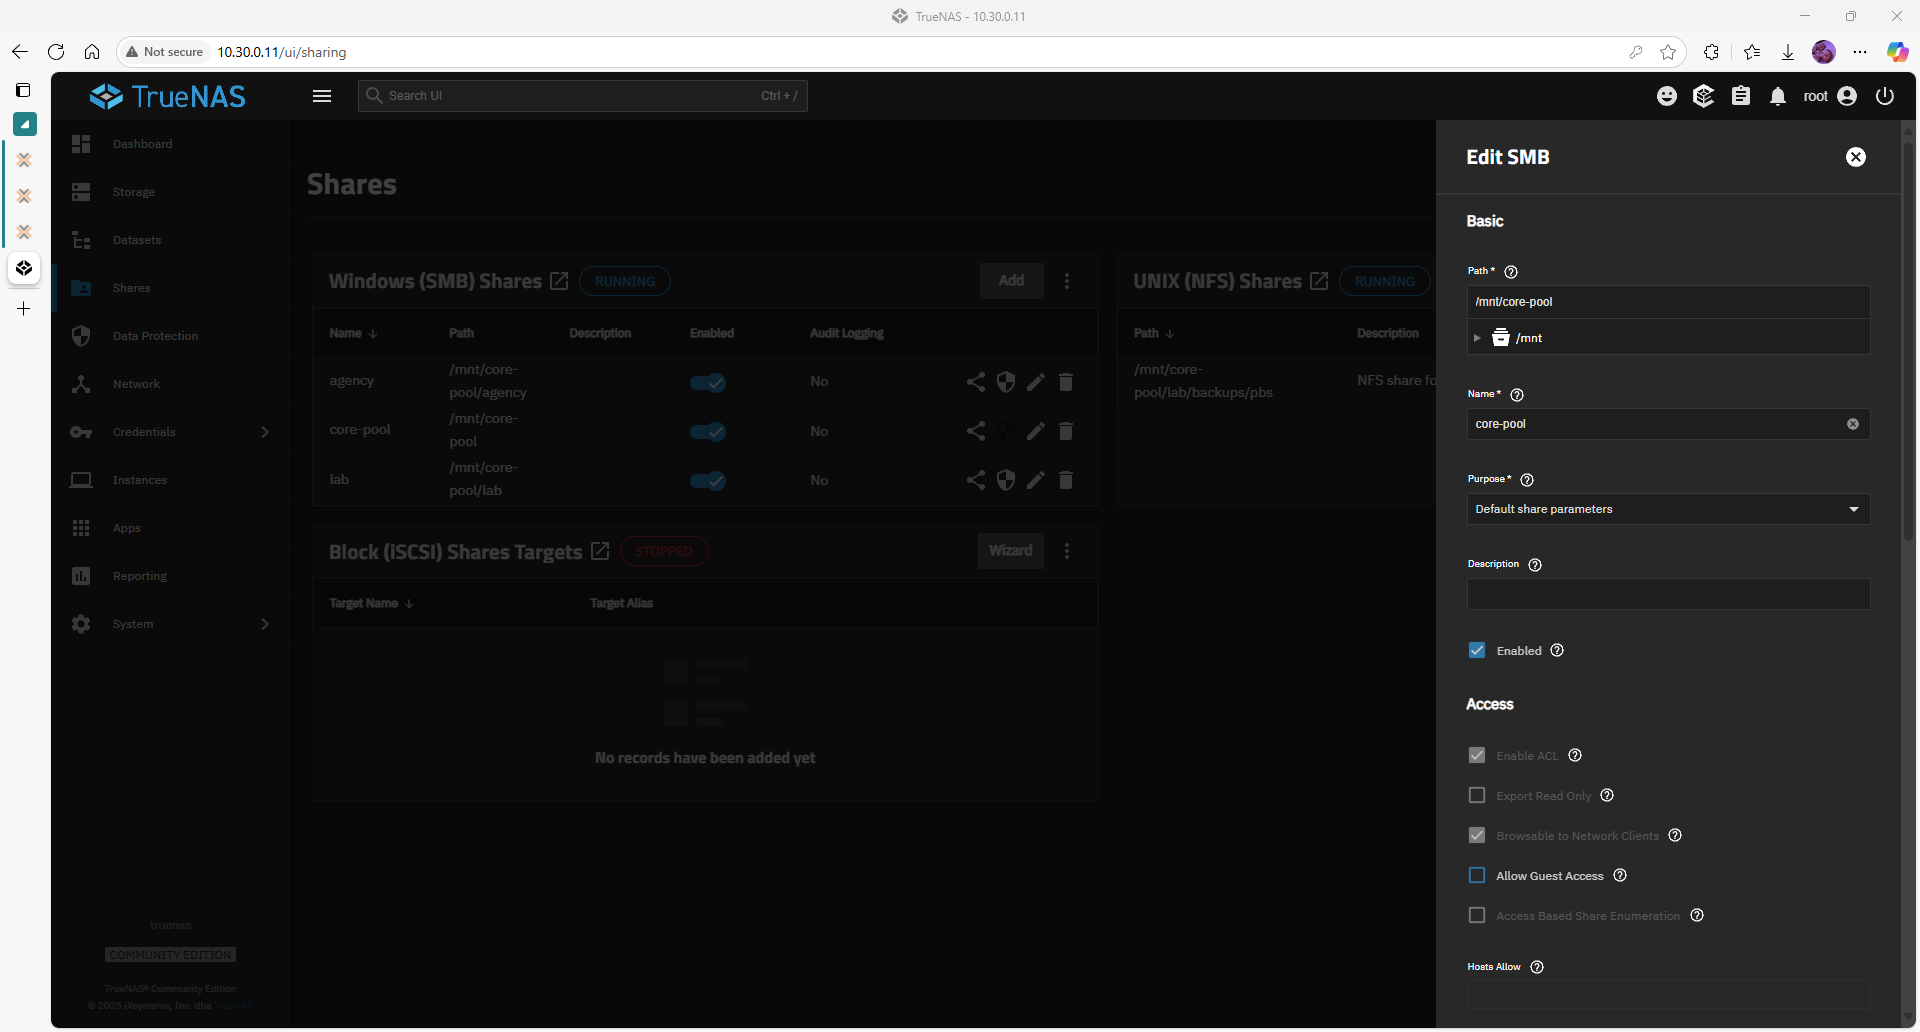 TrueNAS - 10.30.0.11
Not secure
10.30.0.11/ui/sharing
TrueNAS
Search UI
Ctrl + /
root
Dashboard
Storage
Datasets
Shares
Data Protection
Network
Credentials
Instances
Apps
Reporting
System
truenas
COMMUNITY EDITION
TrueNAS® Community Edition
© 2025 iXsystems, Inc. dba TrueNAS
Shares
Windows (SMB) Shares
RUNNING
Add
Name
Path
Description
Enabled
Audit Logging
agency
/mnt/core-
pool/agency
No
core-pool
/mnt/core-
pool
No
lab
/mnt/core-
pool/lab
No
UNIX (NFS) Shares
RUNNING
Path
Description
/mnt/core-
pool/lab/backups/pbs
NFS share fo
Block (iSCSI) Shares Targets
STOPPED
Wizard
Target Name
Target Alias
No records have been added yet
Edit SMB
Basic
Path *
/mnt/core-pool
/mnt
Name *
core-pool
Purpose *
Default share parameters
Description
Enabled
Access
Enable ACL
Export Read Only
Browsable to Network Clients
Allow Guest Access
Access Based Share Enumeration
Hosts Allow